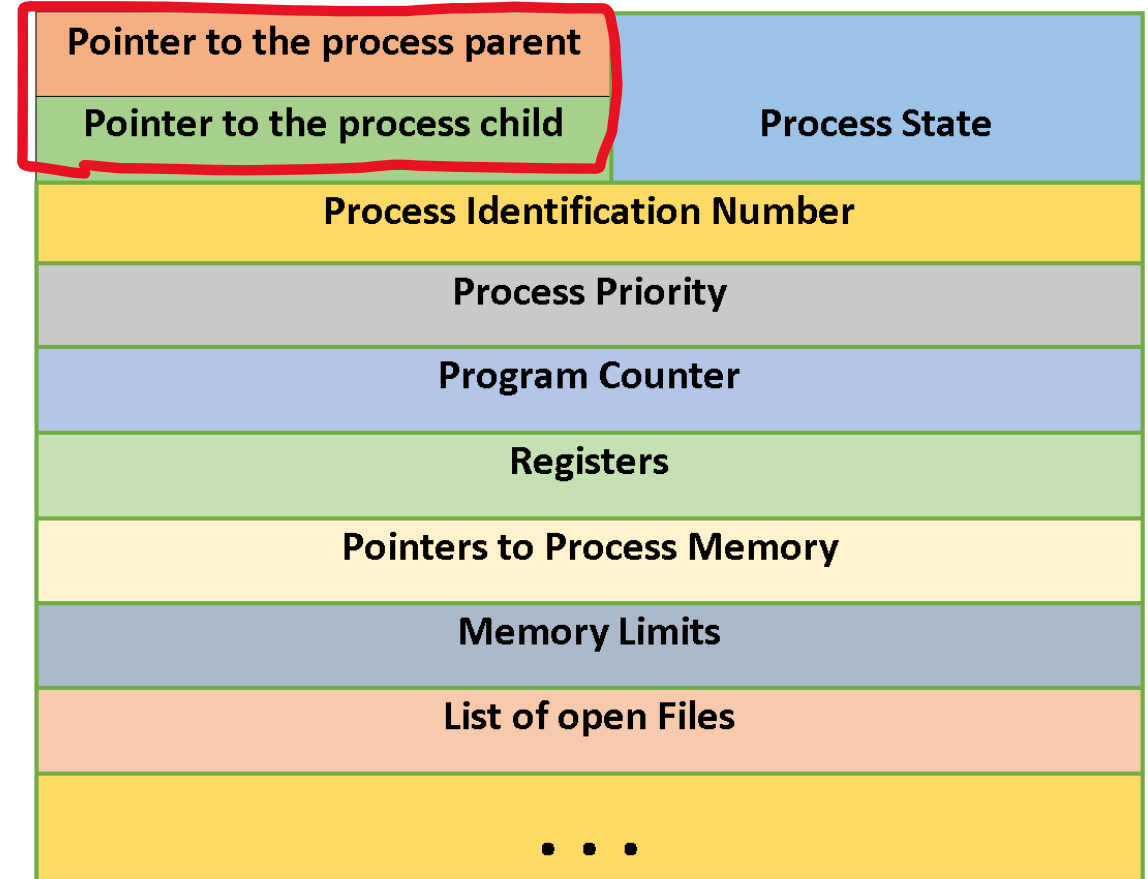 Pointer to the process parent
Pointer to the process child
Process State
Process Identification Number
Process Priority
Program Counter
Registers
Pointers to Process Memory
Memory Limits
List of open Files
. . .